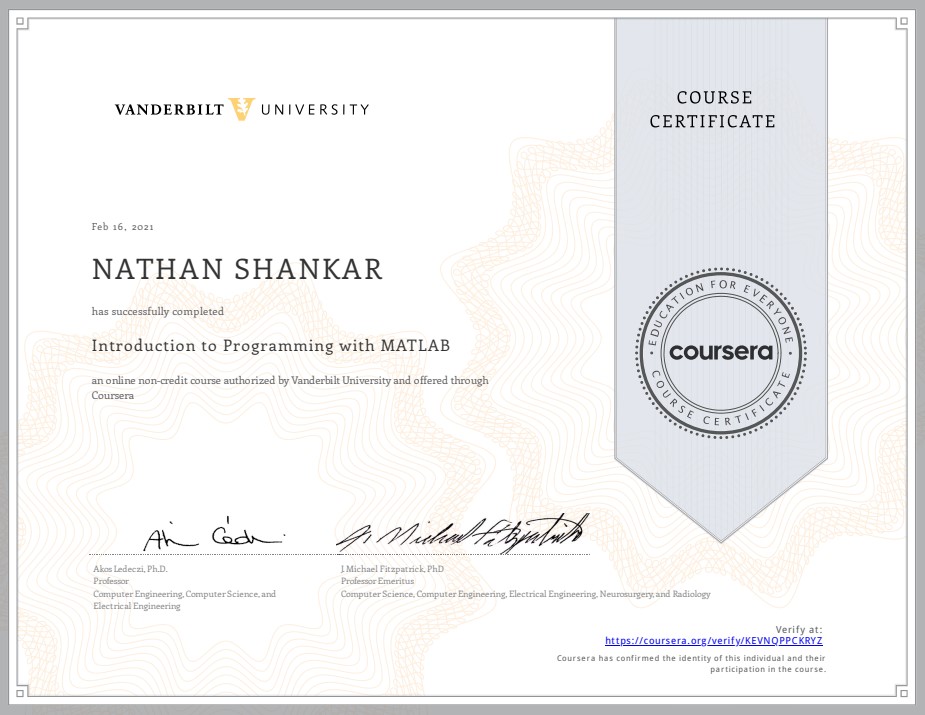 VANDERBILT V UNIVERSITY
COURSE
CERTIFICATE
Feb 16, 2021
NATHAN SHANKAR
has successfully completed
Introduction to Programming with MATLAB
an online non-credit course authorized by Vanderbilt University and offered through
Coursera
EDUCATION FOR EVERYONE
coursera
COURSE CERTIFICATE
Akos Ledeczi, Ph.D.
Professor
Computer Engineering, Computer Science, and
Electrical Engineering
J. Michael Fitzpatrick, PhD
Professor Emeritus
Computer Science, Computer Engineering, Electrical Engineering, Neurosurgery, and Radiology
Verify at:
https://coursera.org/verify/KEVNQPPCKRYZ
Coursera has confirmed the identity of this individual and their
participation in the course.